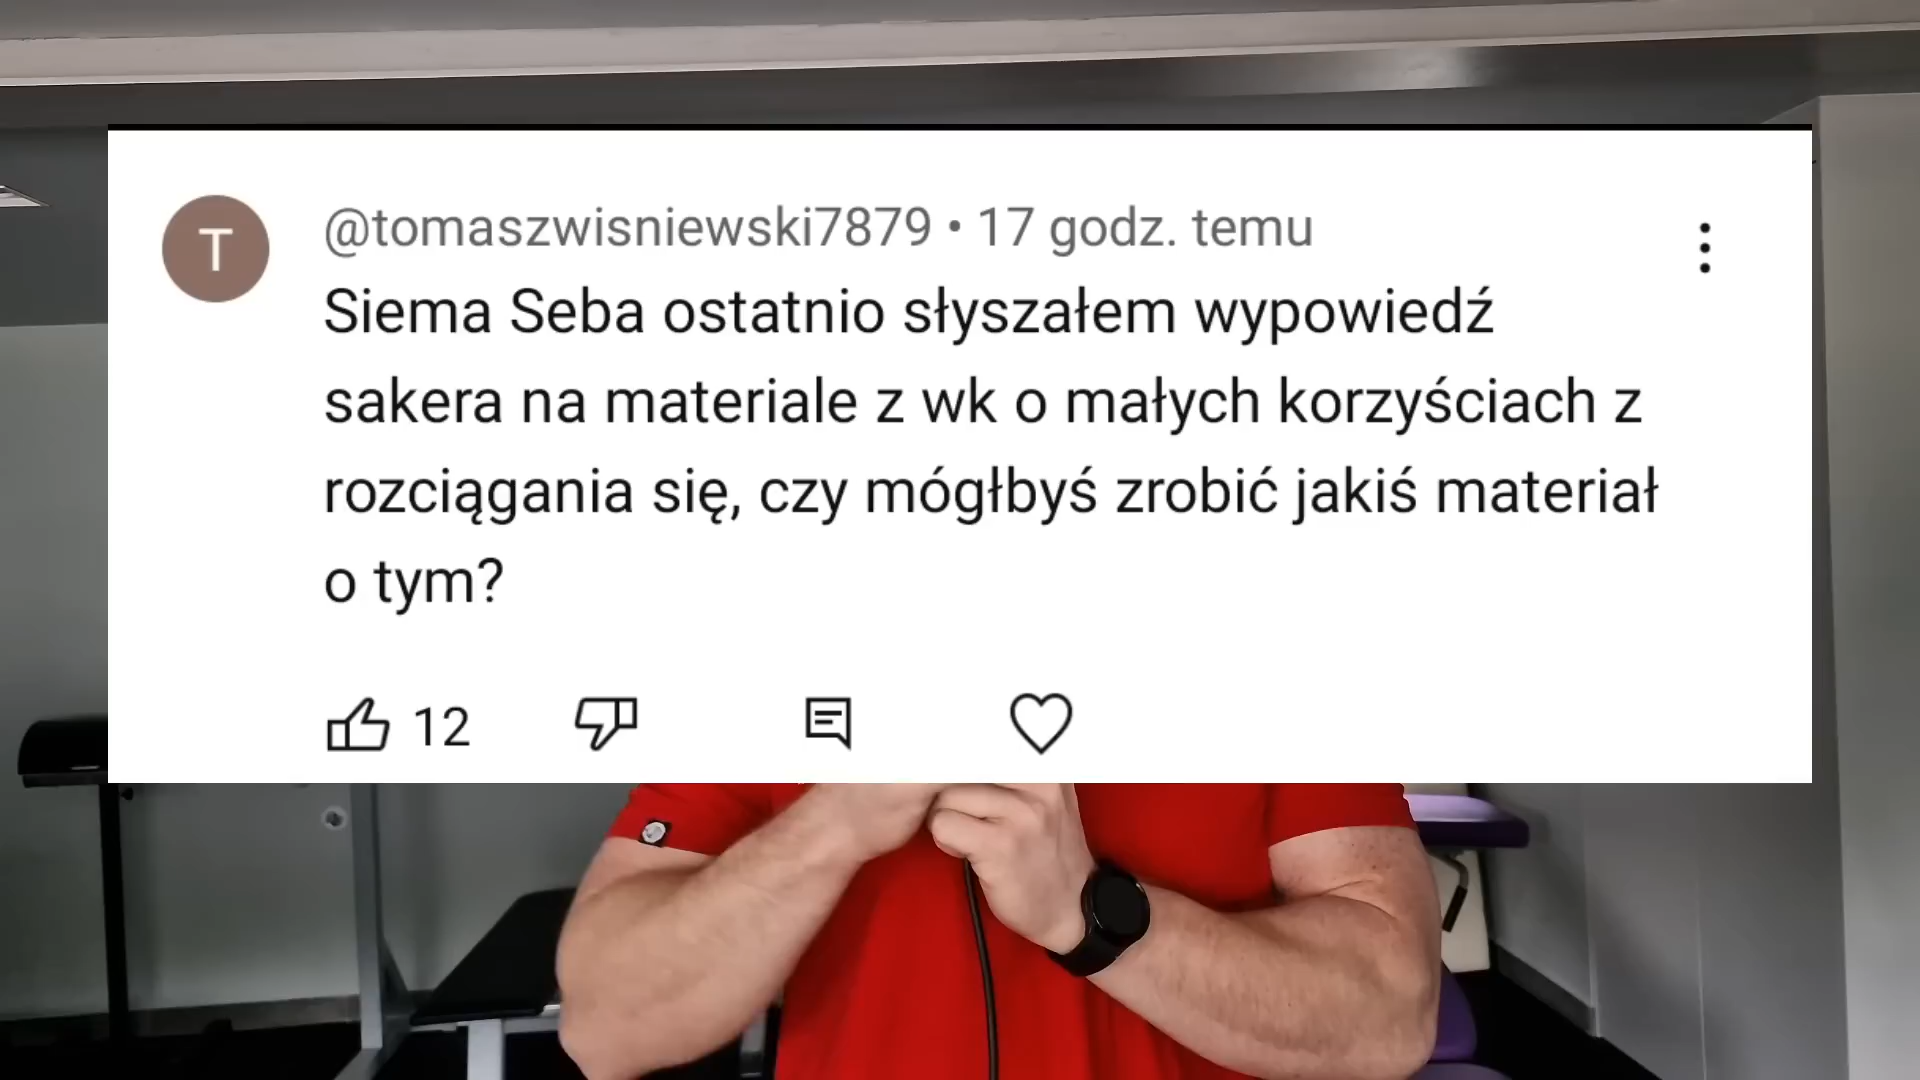 T
@tomaszwisniewski7879 • 17 godz. temu
Siema Seba ostatnio słyszałem wypowiedź
sakera na materiale z wk o małych korzyściach z
rozciągania się, czy mógłbyś zrobić jakiś materiał
o tym?
12